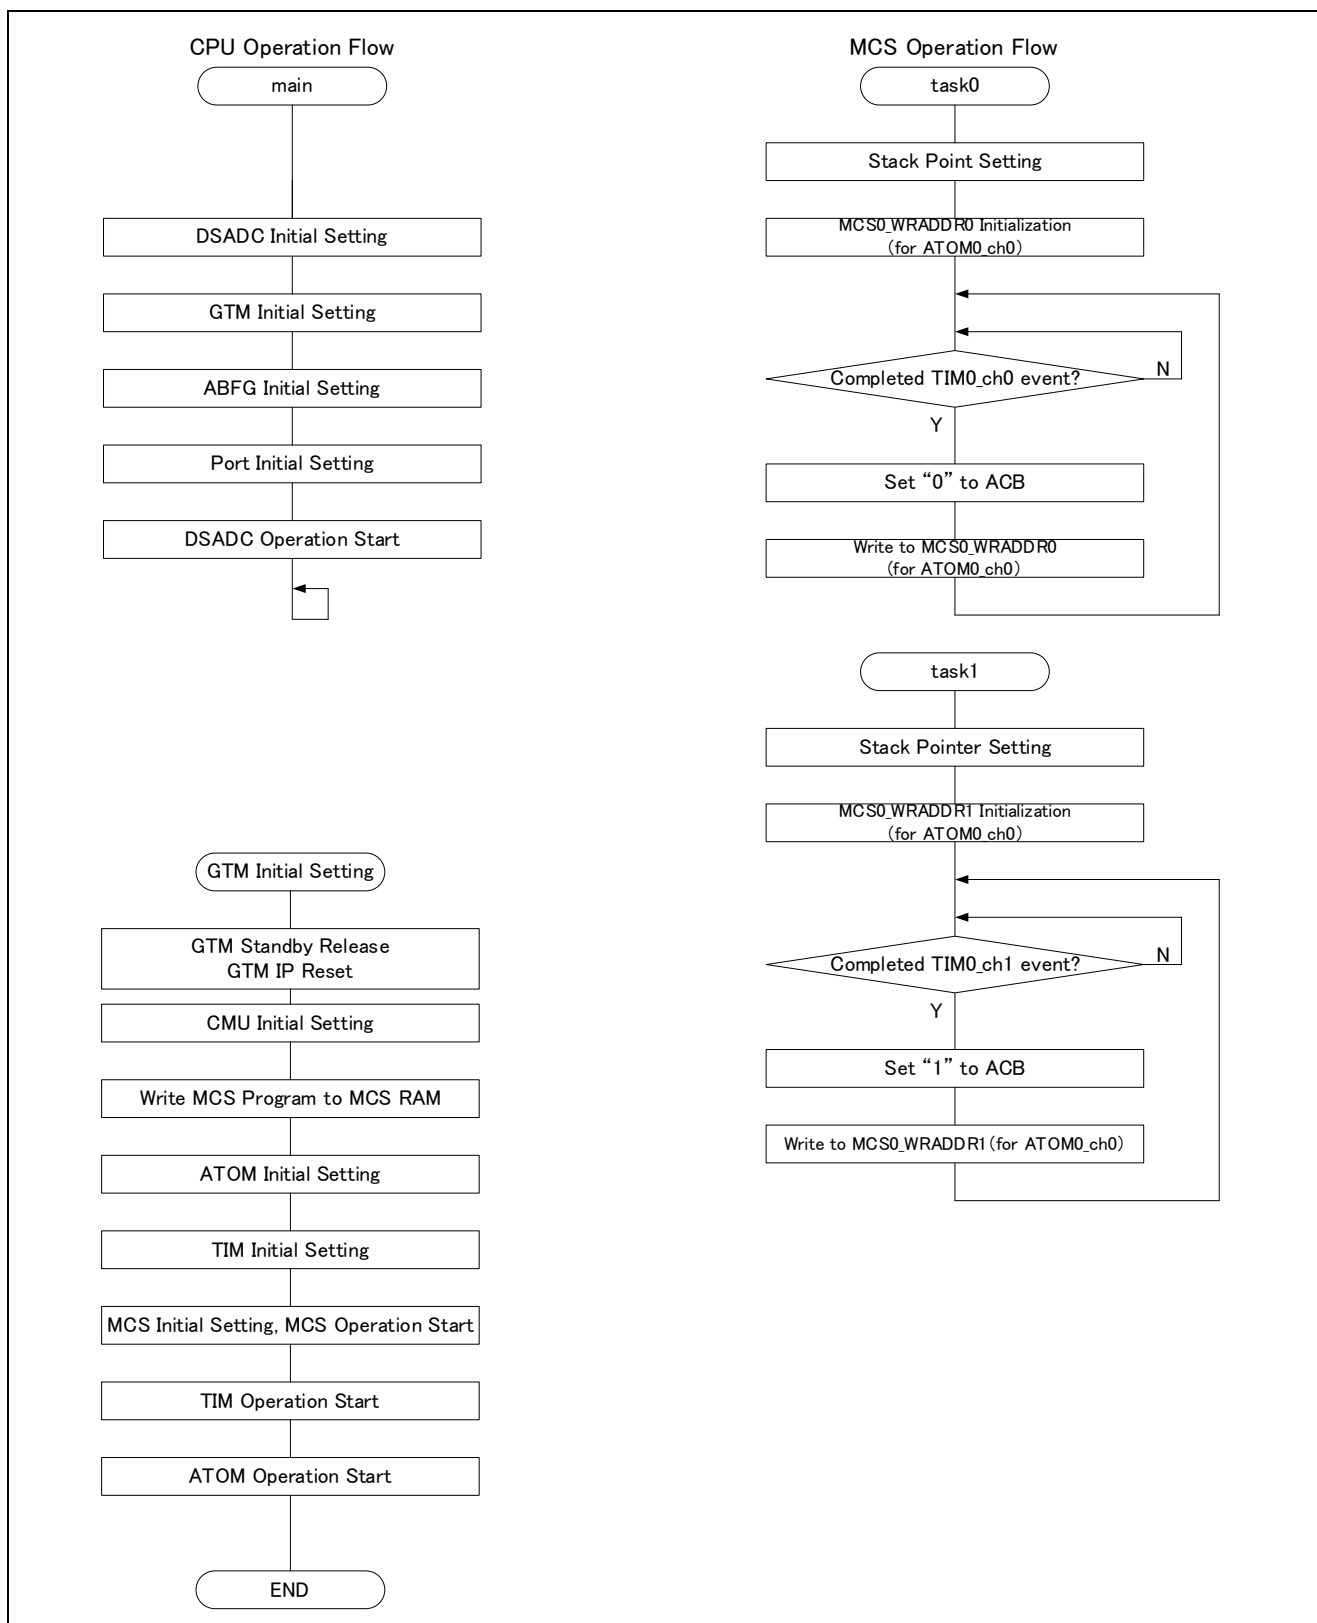 CPU Operation Flow
main
DSADC Initial Setting
GTM Initial Setting
ABFG Initial Setting
Port Initial Setting
DSADC Operation Start
GTM Initial Setting
GTM Standby Release
GTM IP Reset
CMU Initial Setting
Write MCS Program to MCS RAM
ATOM Initial Setting
TIM Initial Setting
MCS Initial Setting, MCS Operation Start
TIM Operation Start
ATOM Operation Start
END
MCS Operation Flow
task0
Stack Point Setting
MCS0_WRADDR0 Initialization
(for ATOM0_ch0)
Completed TIM0_ch0 event?
N
Y
Set “0” to ACB
Write to MCS0_WRADDR0
(for ATOM0_ch0)
task1
Stack Pointer Setting
MCS0_WRADDR1 Initialization
(for ATOM0_ch0)
Completed TIM0_ch1 event?
N
Y
Set “1” to ACB
Write to MCS0_WRADDR1(for ATOM0_ch0)